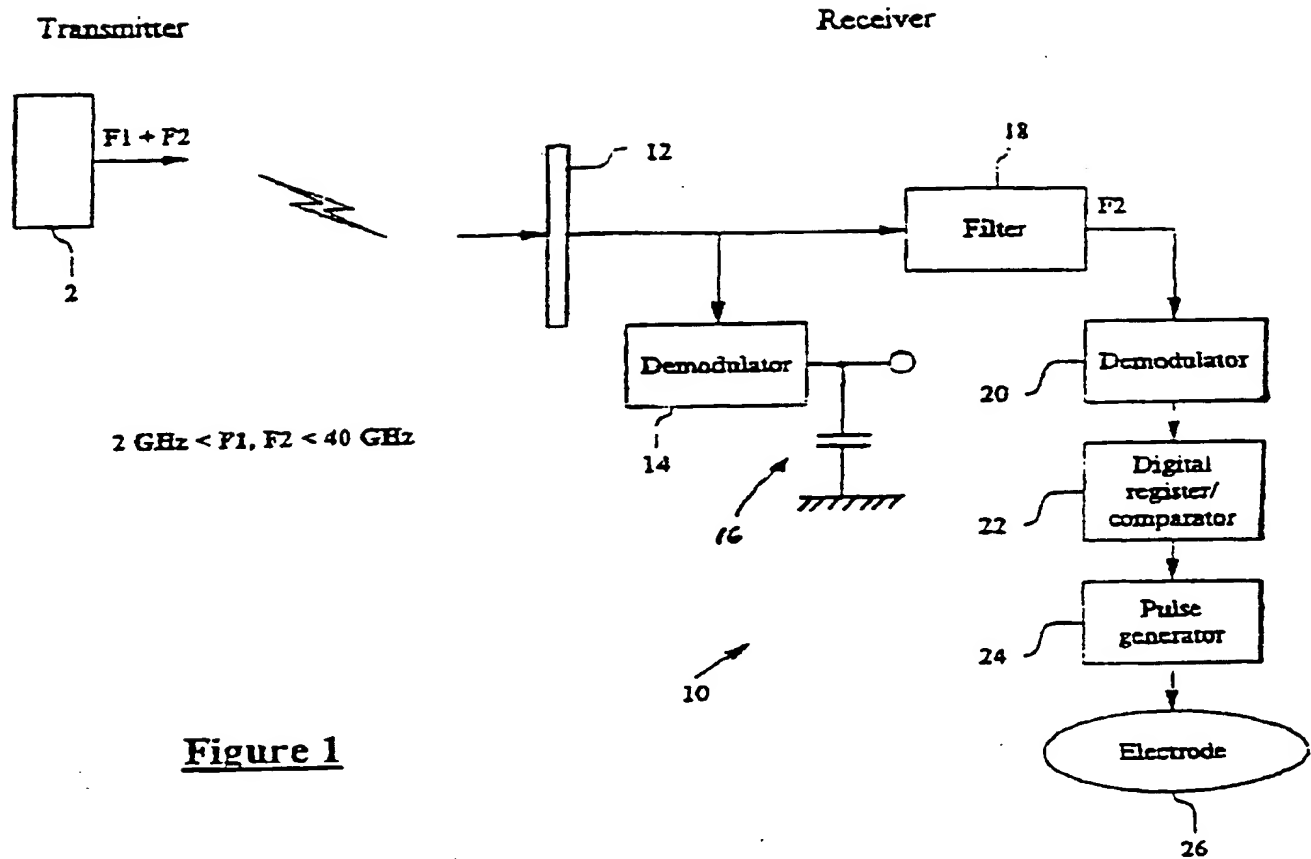 Transmitter
Receiver
F1 + F2
2
12
18
Filter
F2
Demodulator
14
16
2 GHz < F1, F2 < 40 GHz
20
Demodulator
22
Digital
register/
comparator
24
Pulse
generator
10
Electrode
26
Figure 1